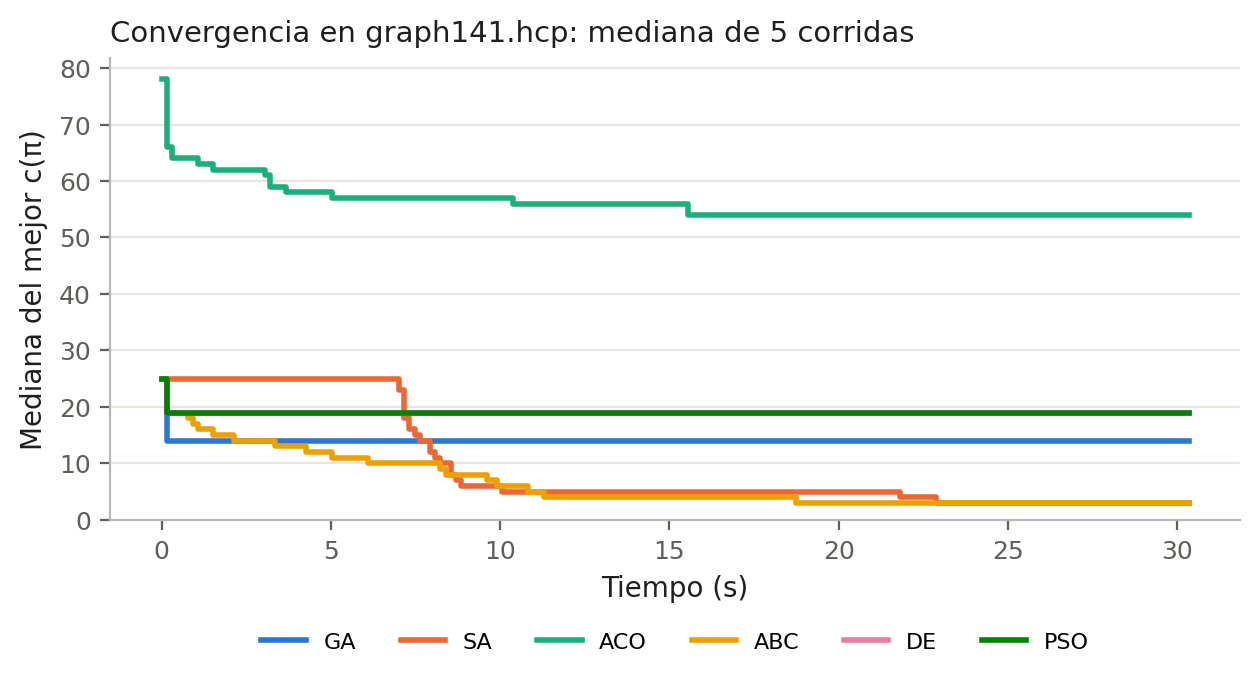 Convergencia en graph141.hcp: mediana de 5 corridas
Mediana del mejor c(π)
80
70
60
50
40
30
20
10
0
0 5 10 15 20 25 30
Tiempo (s)
GA SA ACO ABC DE PSO